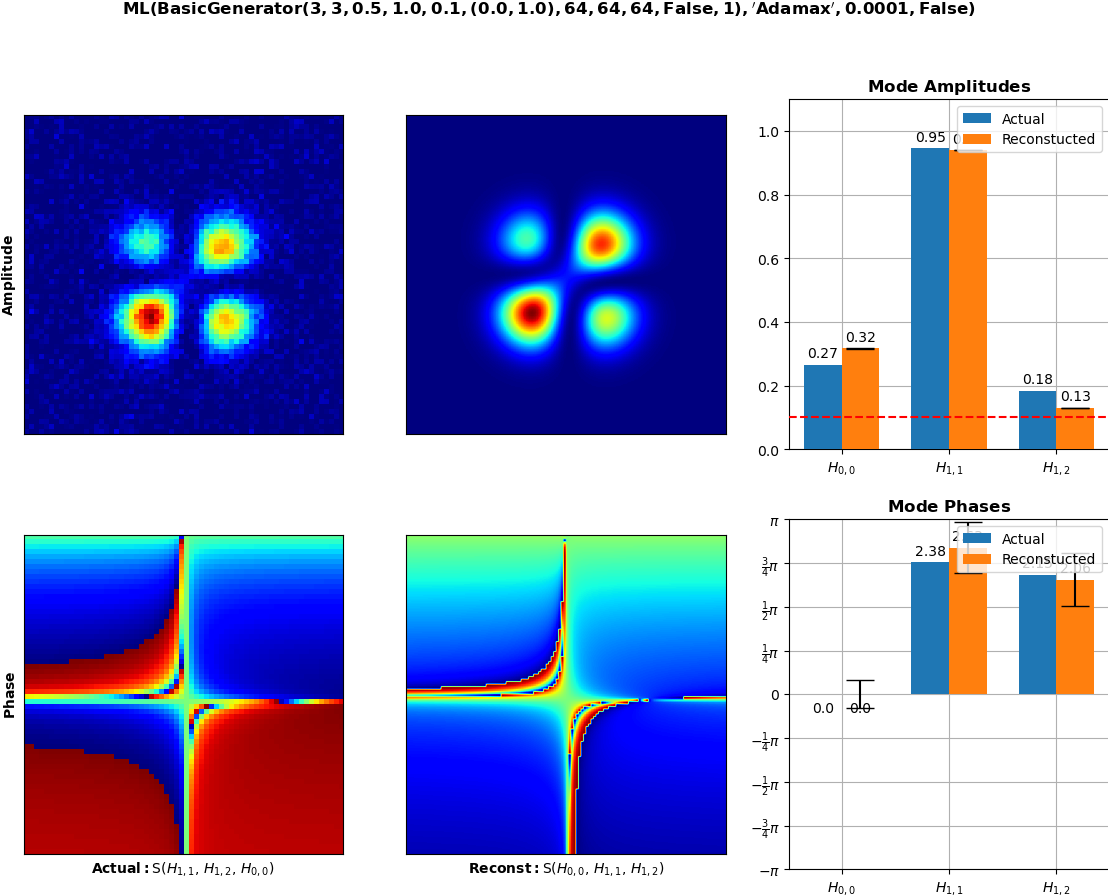 ML(BasicGenerator(3, 3, 0.5, 1.0, 0.1, (0.0, 1.0), 64, 64, 64, False, 1), ′Adamax′, 0.0001, False)
Amplitude
Mode Amplitudes
Actual
Reconstucted
1.0
0.8
0.6
0.4
0.2
0.0
0.27
0.32
0.95
0.18
0.13
H0,0
H1,1
H1,2
Phase
Actual: S(H1,1, H1,2, H0,0)
Reconst: S(H0,0, H1,1, H1,2)
Mode Phases
Actual
Reconstucted
π
3/4π
1/2π
1/4π
0
−1/4π
−1/2π
−3/4π
−π
0.0
0.0
2.38
H0,0
H1,1
H1,2